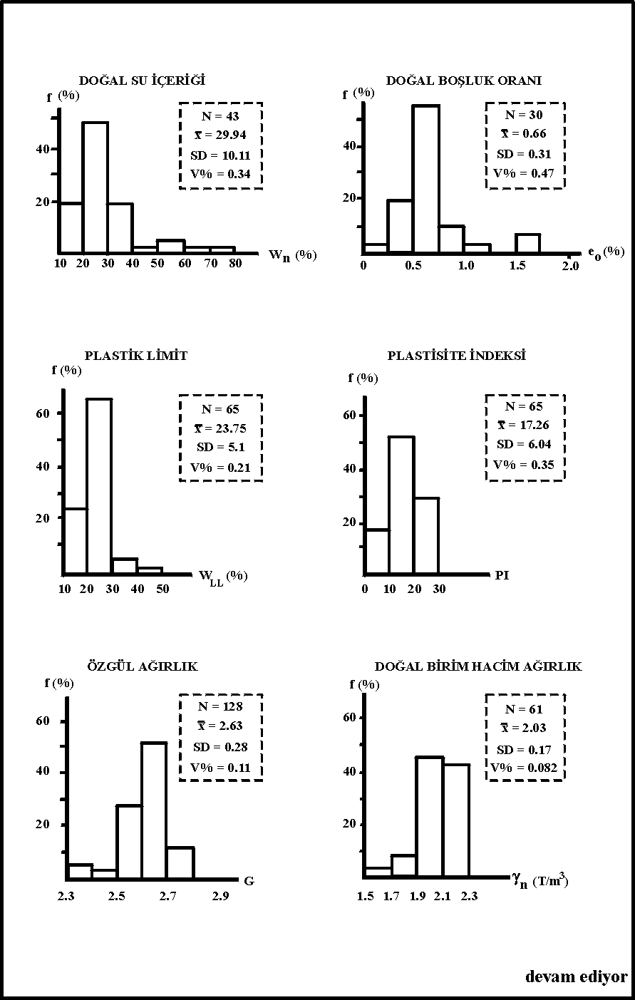 DOĞAL SU İÇERİĞİ
f (%)
40
20
10 20 30 40 50 60 70 80
Wn (%)
N = 43
x̅ = 29.94
SD = 10.11
V% = 0.34
DOĞAL BOŞLUK ORANI
f (%)
40
20
0 0.5 1.0 1.5 2.0
eo (%)
N = 30
x̅ = 0.66
SD = 0.31
V% = 0.47
PLASTİK LİMİT
f (%)
60
40
20
10 20 30 40 50
WLL (%)
N = 65
x̅ = 23.75
SD = 5.1
V% = 0.21
PLASTİSİTE İNDEKSİ
f (%)
60
40
20
0 10 20 30
PI
N = 65
x̅ = 17.26
SD = 6.04
V% = 0.35
ÖZGÜL AĞIRLIK
f (%)
60
40
20
2.3 2.5 2.7 2.9
G
N = 128
x̅ = 2.63
SD = 0.28
V% = 0.11
DOĞAL BİRİM HACİM AĞIRLIK
f (%)
60
40
20
1.5 1.7 1.9 2.1 2.3
γn (T/m³)
N = 61
x̅ = 2.03
SD = 0.17
V% = 0.082
devam ediyor